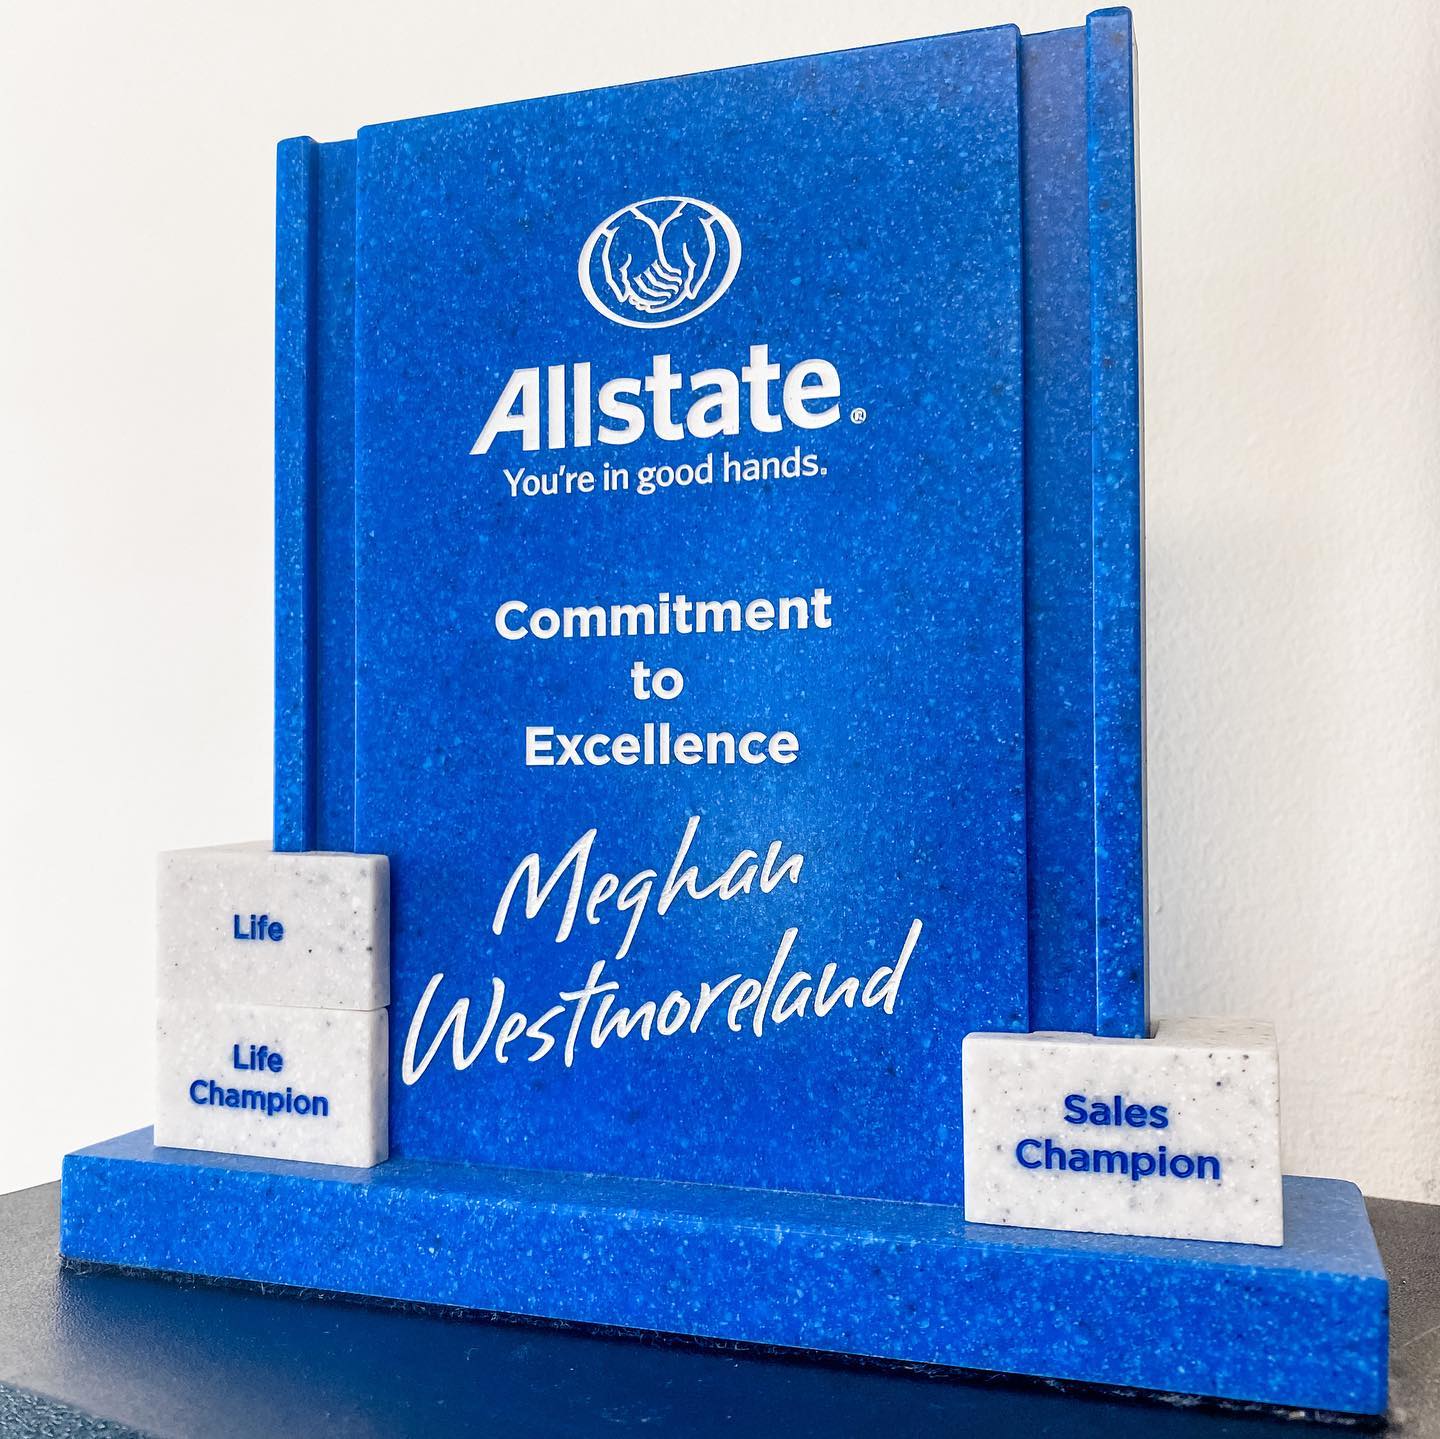 Allstate®
You're in good hands.
Commitment
to
Excellence
Meghan
Westmoreland
Life
Life
Champion
Sales
Champion